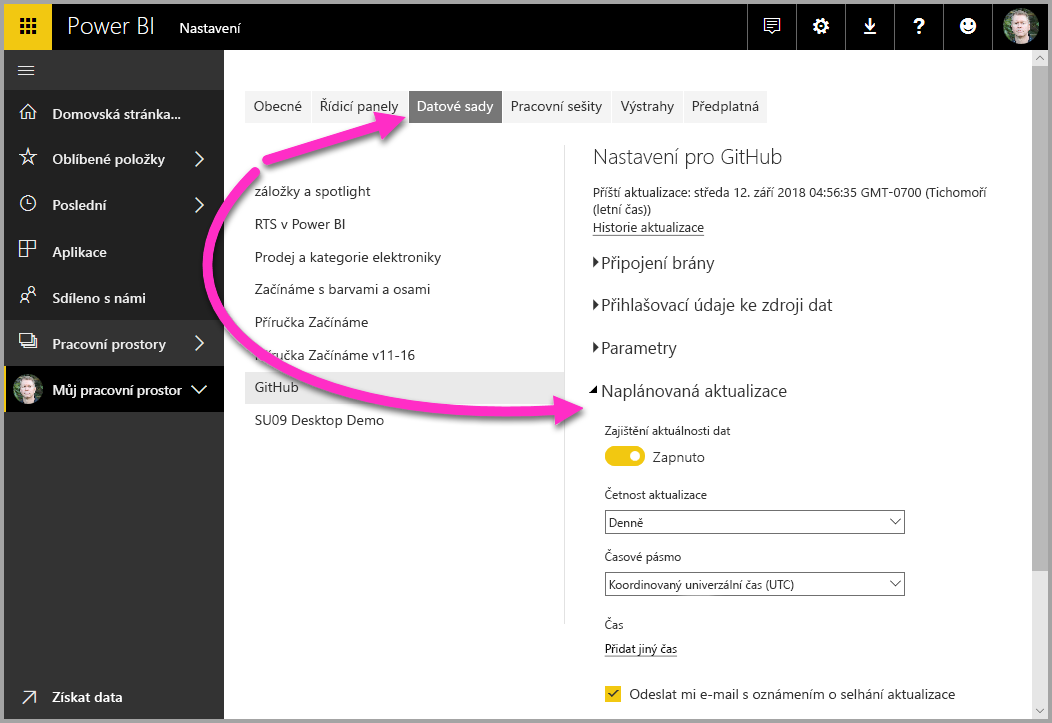 Power BI Nastavení
Domovská stránka...
Oblíbené položky
Poslední
Aplikace
Sdíleno s námi
Pracovní prostory
Můj pracovní prostor
Získat data
Obecné Řídicí panely Datové sady Pracovní sešity Výstrahy Předplatná
záložky a spotlight
RTS v Power BI
Prodej a kategorie elektroniky
Začínáme s barvami a osami
Příručka Začínáme
Příručka Začínáme v11-16
GitHub
SU09 Desktop Demo
Nastavení pro GitHub
Příští aktualizace: středa 12. září 2018 04:56:35 GMT-0700 (Tichomoří
(letní čas))
Historie aktualizace
Připojení brány
Přihlašovací údaje ke zdroji dat
Parametry
Naplánovaná aktualizace
Zajištění aktuálnosti dat
Zapnuto
Četnost aktualizace
Denně
Časové pásmo
Koordinovaný univerzální čas (UTC)
Čas
Přidat jiný čas
Odeslat mi e-mail s oznámením o selhání aktualizace